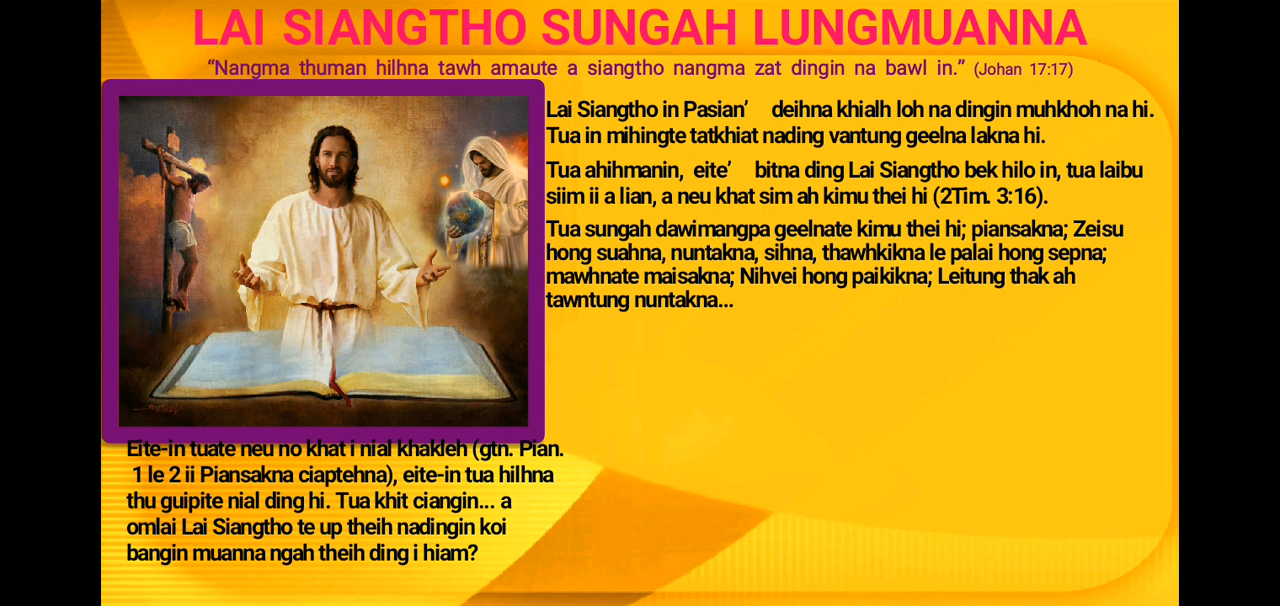 LAI SIANGTHO SUNGAH LUNGMUANNA
“Nangma thuman hilhna tawh amaute a siangtho nangma zat dingin na bawl in.” (Johan 17:17)
Lai Siangtho in Pasian’ deihna khialh loh na dingin muhkhoh na hi.
Tua in mihingte tatkhiat nading vantung geelna lakna hi.
Tua ahihmanin, eite’ bitna ding Lai Siangtho bek hilo in, tua laibu
siim ii a lian, a neu khat sim ah kimu thei hi (2Tim. 3:16).
Tua sungah dawimangpa geelnate kimu thei hi; piansakna; Zeisu
hong suahna, nuntakna, sihna, thawhkikna le palai hong sepna;
mawhnate maisakna; Nihvei hong paikikna; Leitung thak ah
tawntung nuntakna...
Eite-in tuate neu no khat i nial khakleh (gtn. Pian.
1 le 2 ii Piansakna ciaptehna), eite-in tua hilhna
thu guipite nial ding hi. Tua khit ciangin... a
omlai Lai Siangtho te up theih nadingin koi
bangin muanna ngah theih ding i hiam?